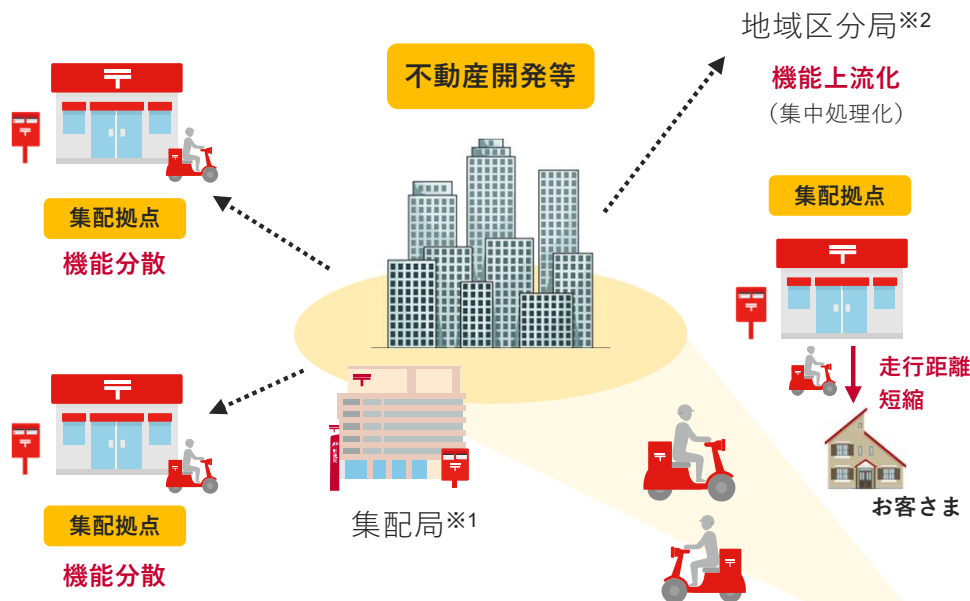 地域区分局※2
機能上流化
（集中処理化）
不動産開発等
集配拠点
機能分散
集配拠点
走行距離
短縮
お客さま
集配局※1
集配拠点
機能分散